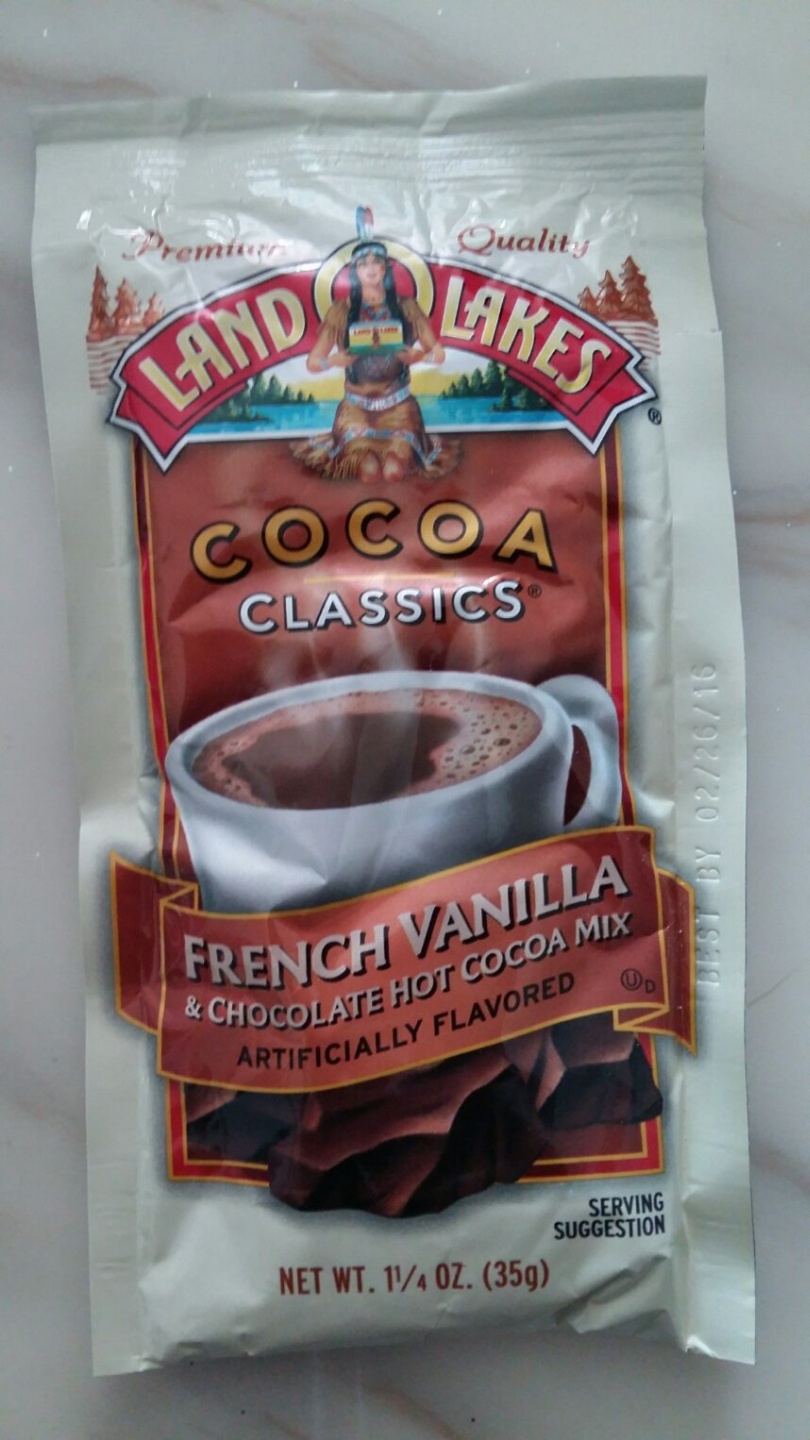 Premium Quality
LAND O LAKES®
COCOA
CLASSICS®
FRENCH VANILLA
& CHOCOLATE HOT COCOA MIX
ARTIFICIALLY FLAVORED
Ⓤ D
BEST BY 02/26/16
SERVING
SUGGESTION
NET WT. 1¼ OZ. (35g)